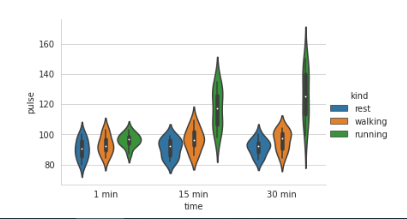 160
140
120
100
80
pulse
1 min
15 min
30 min
time
kind
rest
walking
running